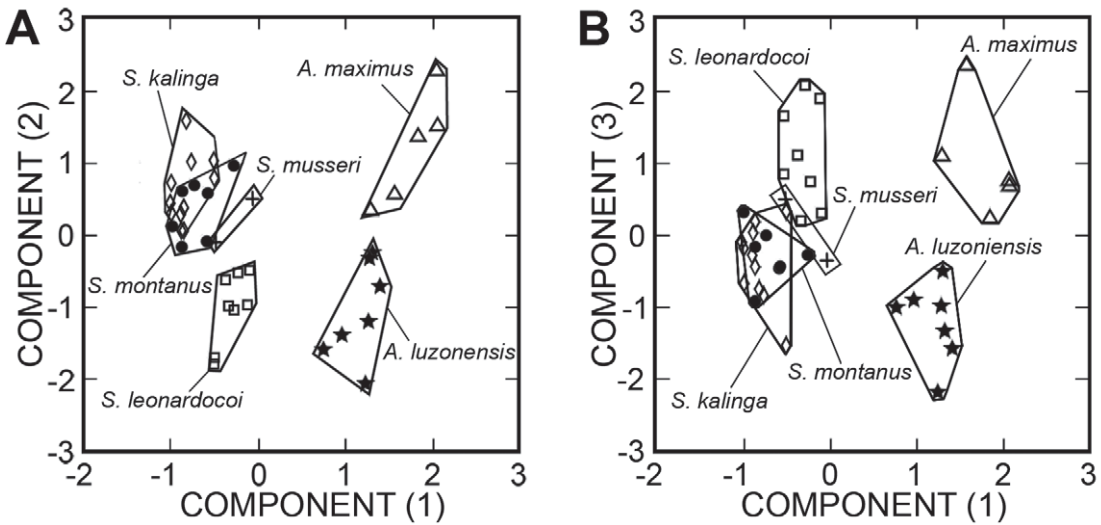 A
3
2
1
0
-1
-2
-3
COMPONENT (2)
S. kalinga
A. maximus
S. musseri
S. montanus
S. leonardocoi
A. luzonensis
-2
-1
0
1
2
3
COMPONENT (1)
B
3
2
1
0
-1
-2
-3
COMPONENT (3)
S. leonardocoi
A. maximus
S. musseri
A. luzoniensis
S. montanus
S. kalinga
-2
-1
0
1
2
3
COMPONENT (1)